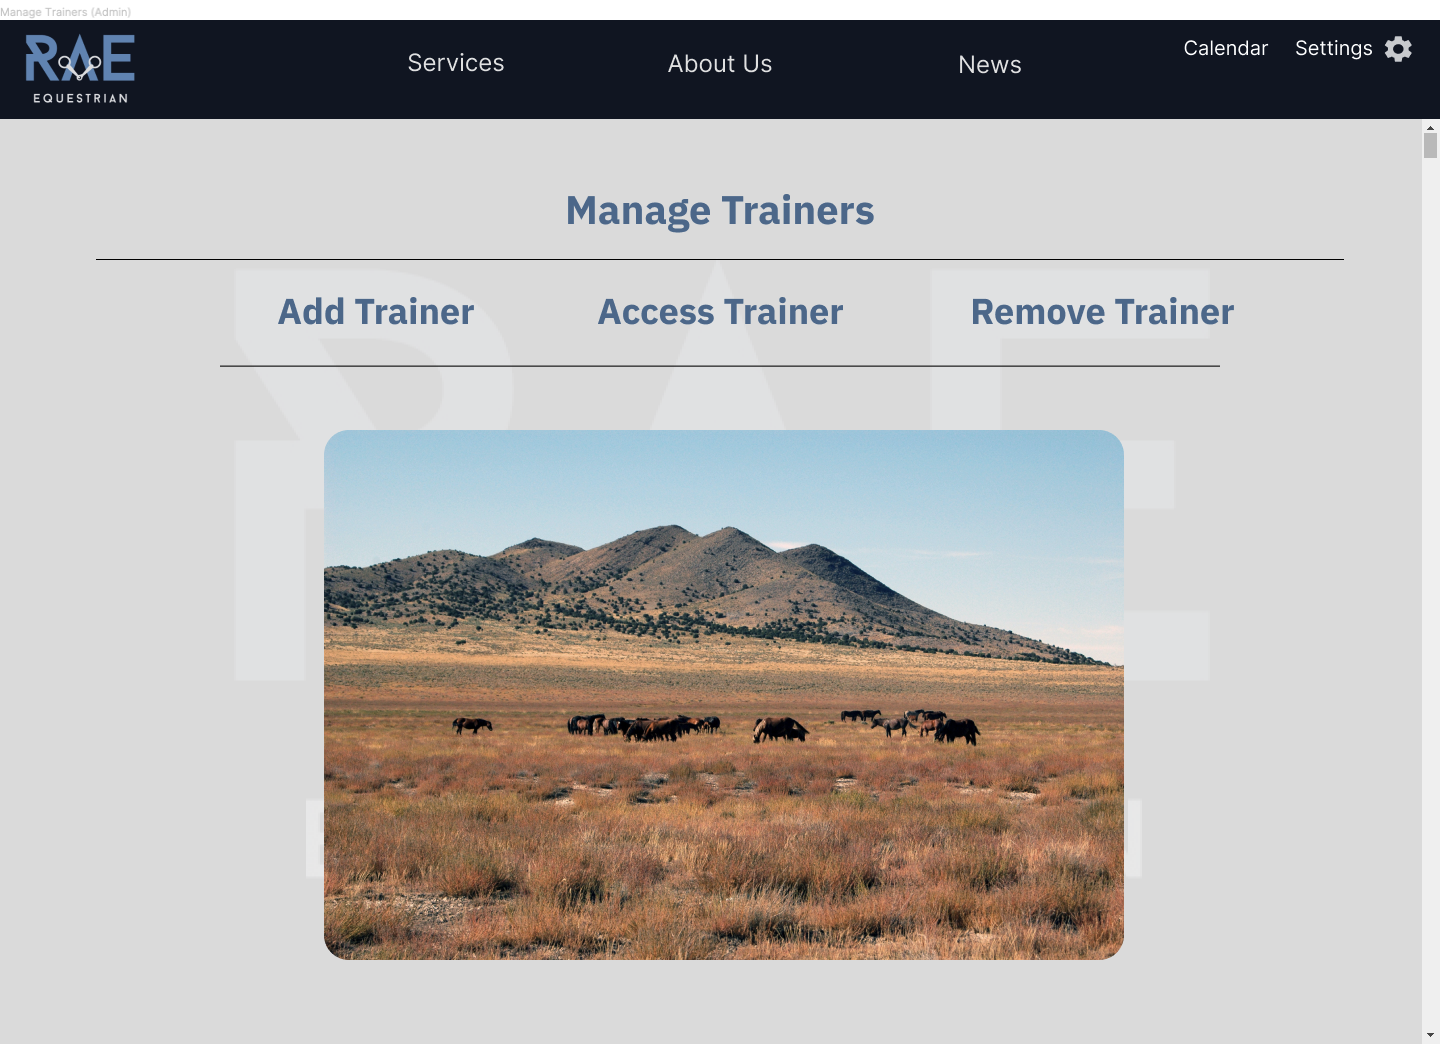 Manage Trainers (Admin)
RAE
EQUESTRIAN
Services
About Us
News
Calendar
Settings
Manage Trainers
Add Trainer
Access Trainer
Remove Trainer